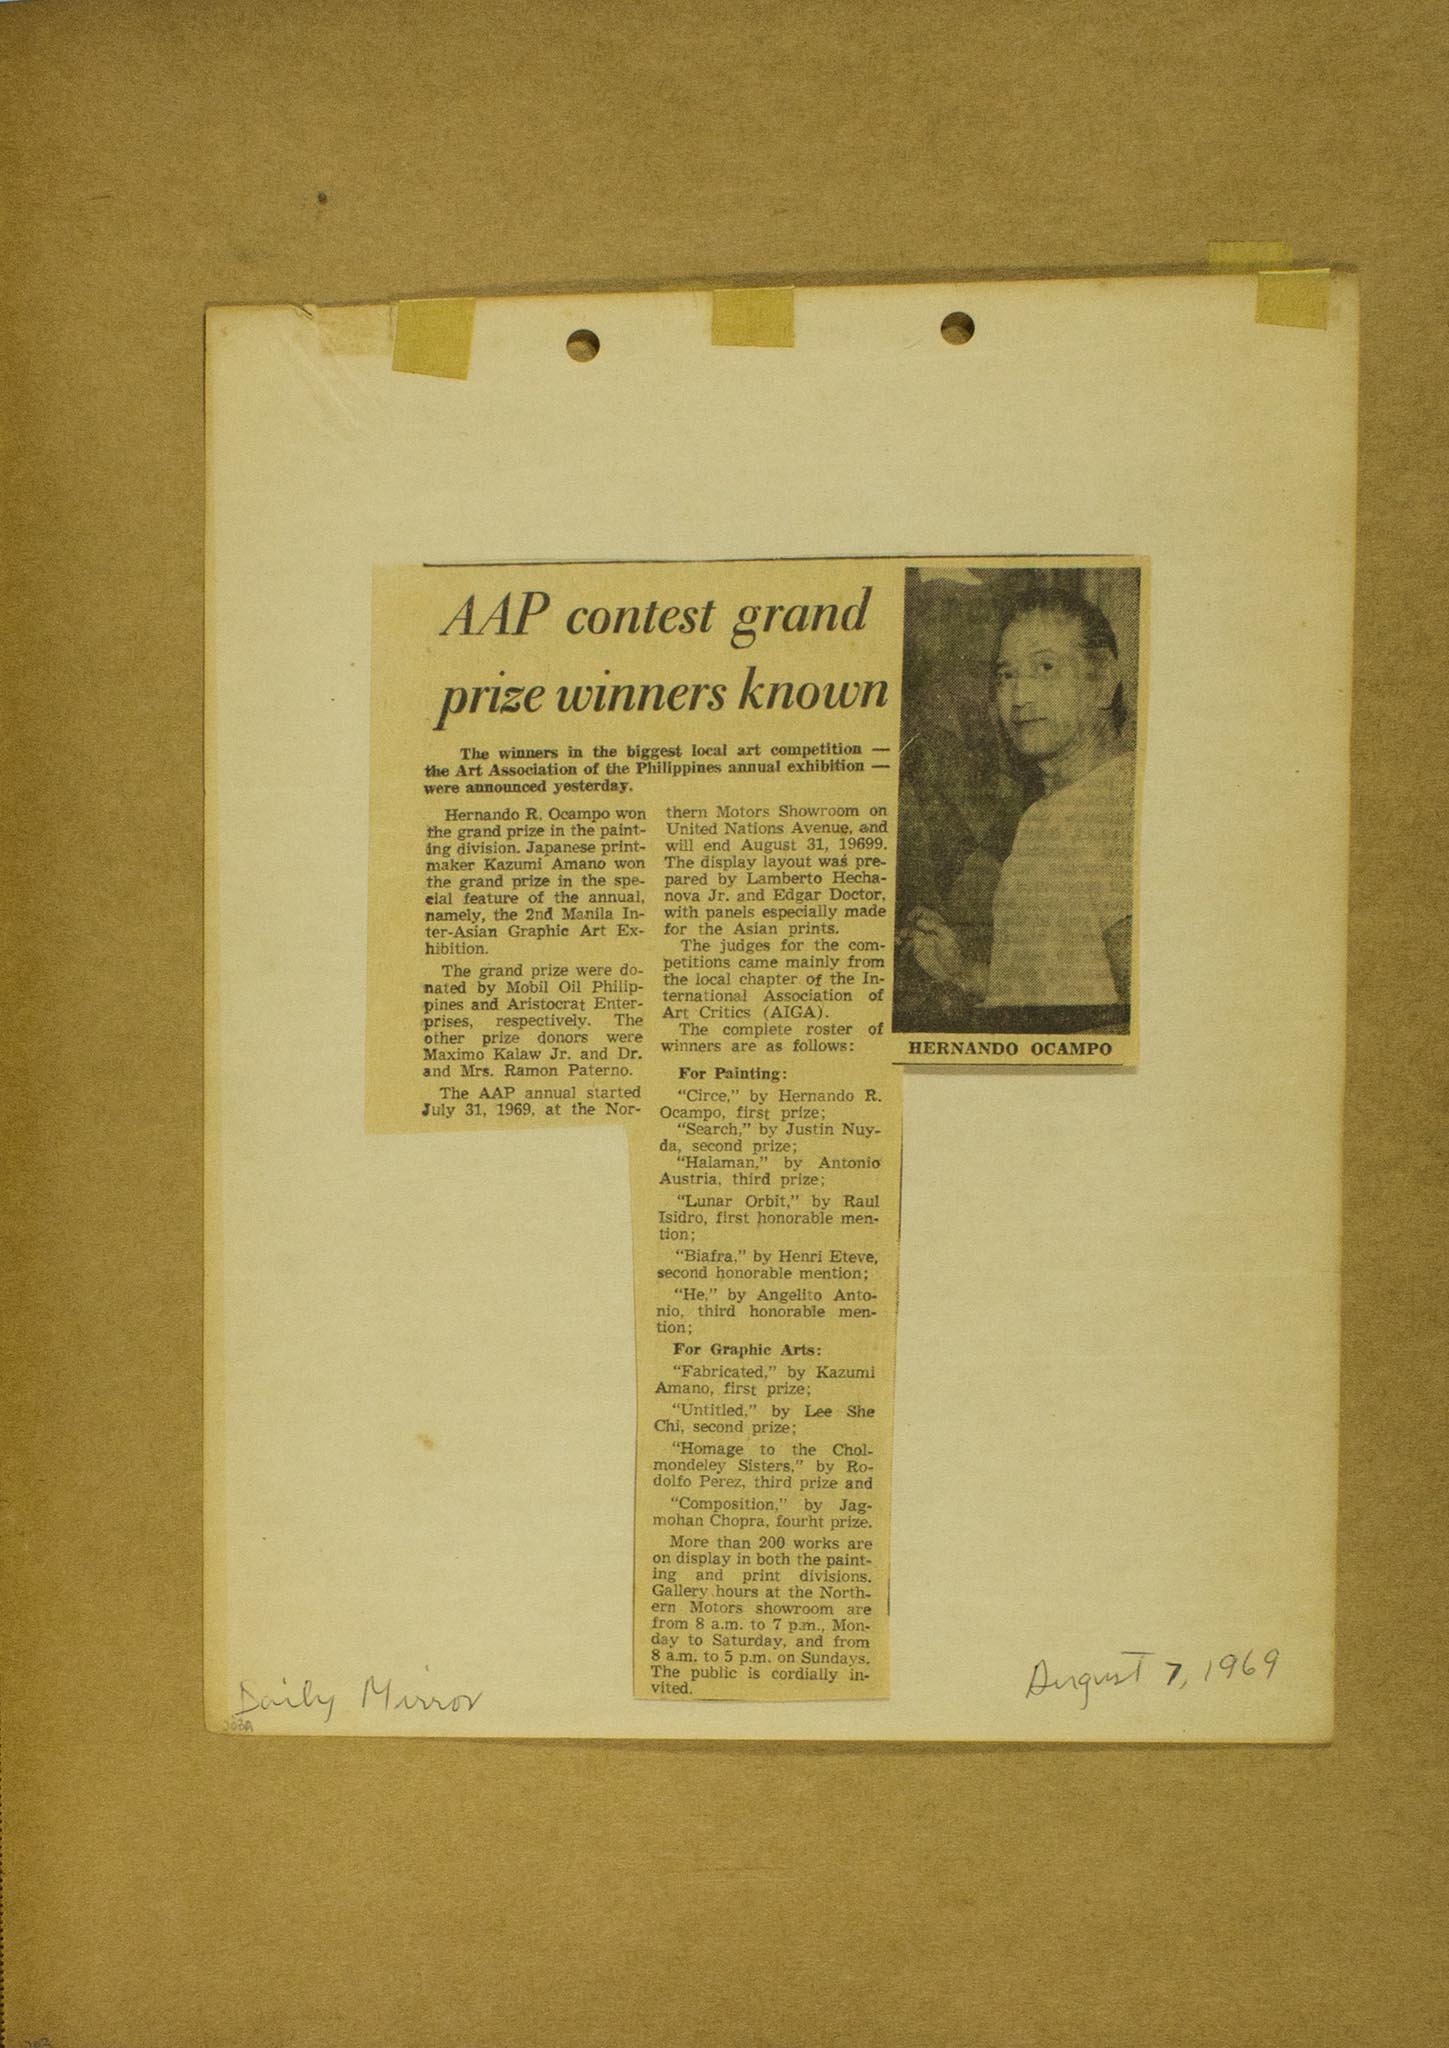 AAP contest grand
prize winners known
The winners in the biggest local art competition —
the Art Association of the Philippines annual exhibition —
were announced yesterday.
Hernando R. Ocampo won
the grand prize in the paint-
ing division. Japanese print-
maker Kazumi Amano won
the grand prize in the spe-
cial feature of the annual,
namely, the 2nd Manila In-
ter-Asian Graphic Art Ex-
hibition.
The grand prize were do-
nated by Mobil Oil Philip-
pines and Aristocrat Enter-
prises, respectively. The
other prize donors were
Maximo Kalaw Jr. and Dr.
and Mrs. Ramon Paterno.
The AAP annual started
July 31, 1969, at the Nor-
thern Motors Showroom on
United Nations Avenue, and
will end August 31, 19699.
The display layout was pre-
pared by Lamberto Hecha-
nova Jr. and Edgar Doctor,
with panels especially made
for the Asian prints.
The judges for the com-
petitions came mainly from
the local chapter of the In-
ternational Association of
Art Critics (AIGA).
The complete roster of
winners are as follows:
For Painting:
"Circe," by Hernando R.
Ocampo, first prize;
"Search," by Justin Nuy-
da, second prize;
"Halaman," by Antonio
Austria, third prize;
"Lunar Orbit," by Raul
Isidro, first honorable men-
tion;
"Biafra," by Henri Eteve,
second honorable mention;
"He," by Angelito Anto-
nio, third honorable men-
tion;
For Graphic Arts:
"Fabricated," by Kazumi
Amano, first prize;
"Untitled," by Lee She
Chi, second prize;
"Homage to the Chol-
mondeley Sisters," by Ro-
dolfo Perez, third prize and
"Composition," by Jag-
mohan Chopra, fourht prize.
More than 200 works are
on display in both the paint-
ing and print divisions.
Gallery hours at the North-
ern Motors showroom are
from 8 a.m. to 7 p.m., Mon-
day to Saturday, and from
8 a.m. to 5 p.m. on Sundays.
The public is cordially in-
vited.
HERNANDO OCAMPO
Daily Mirror
August 7, 1969